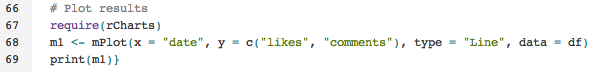 66 # Plot results
67 require(rCharts)
68 m1 <- mPlot(x = "date", y = c("likes", "comments"), type = "Line", data = df)
69 print(m1)}